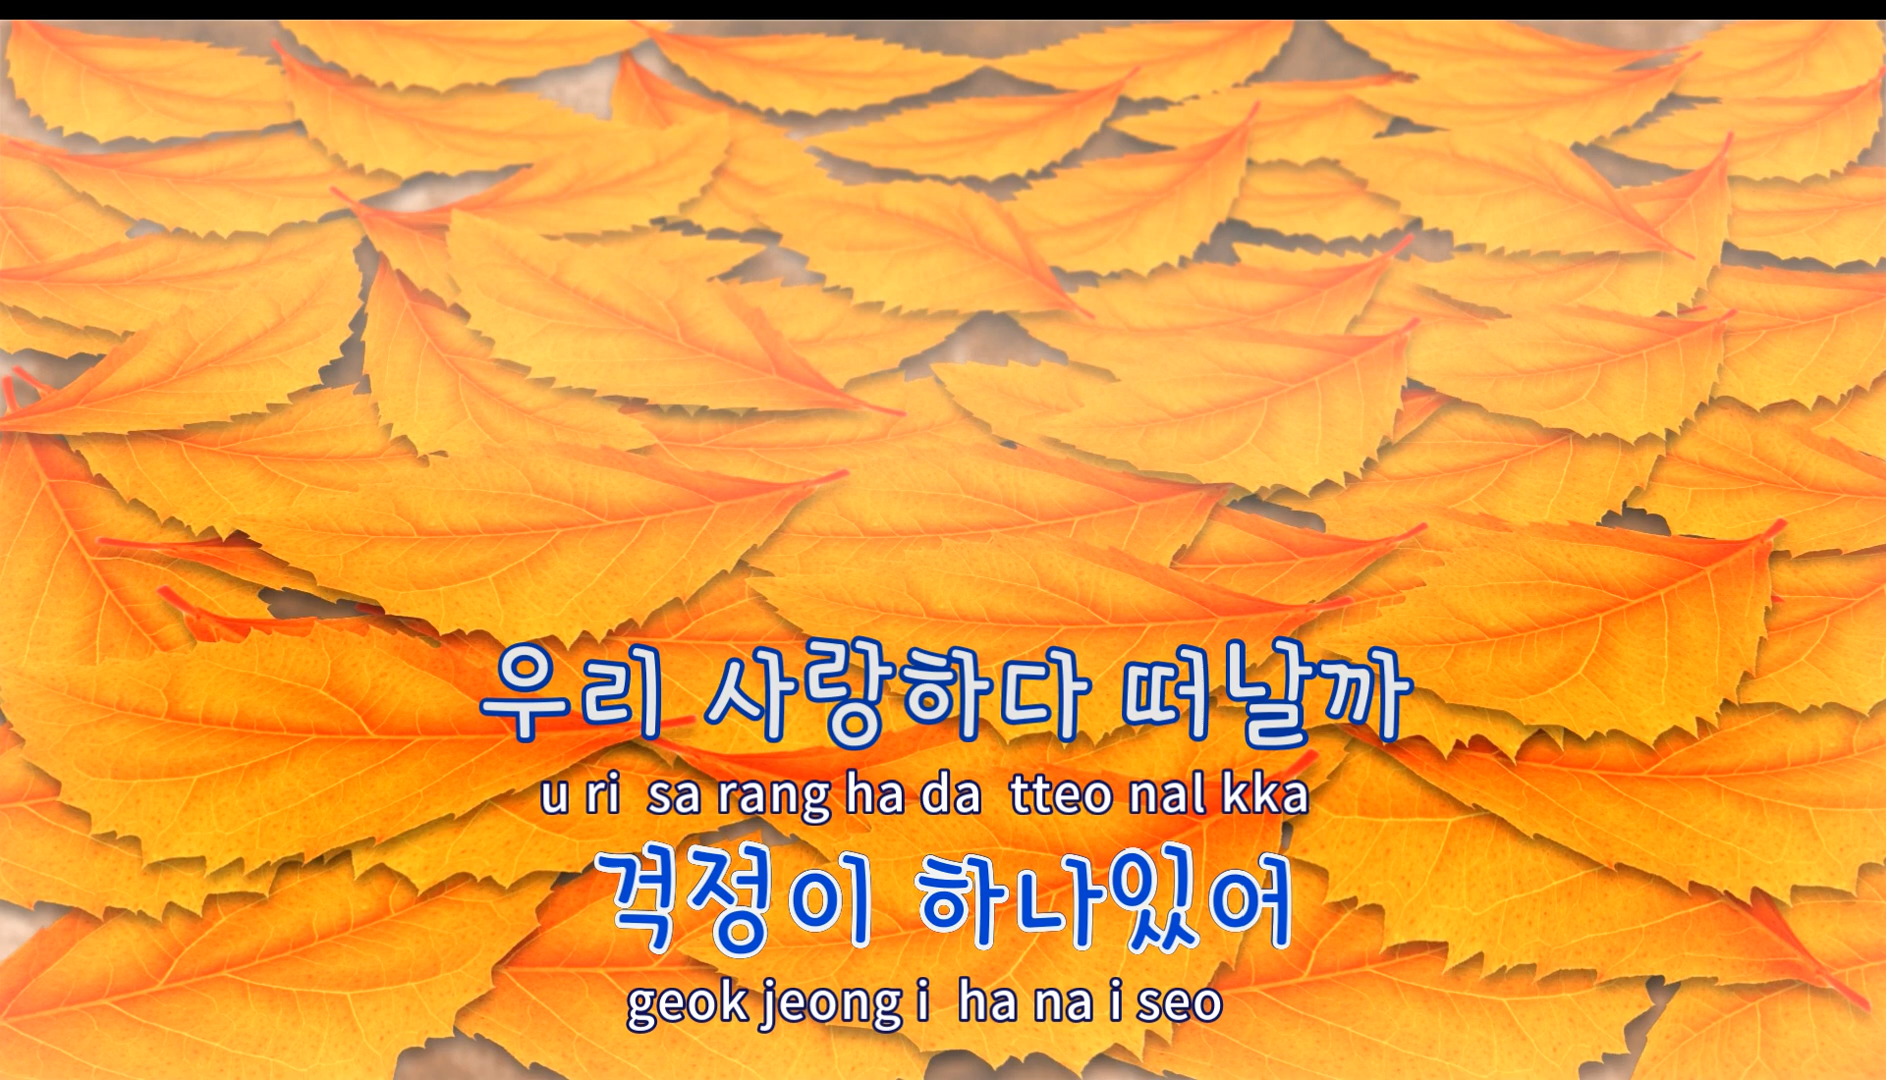 우리 사랑하다 떠날까
u ri sa rang ha da tteo nal kka
걱정이 하나있어
geok jeong i ha na i seo